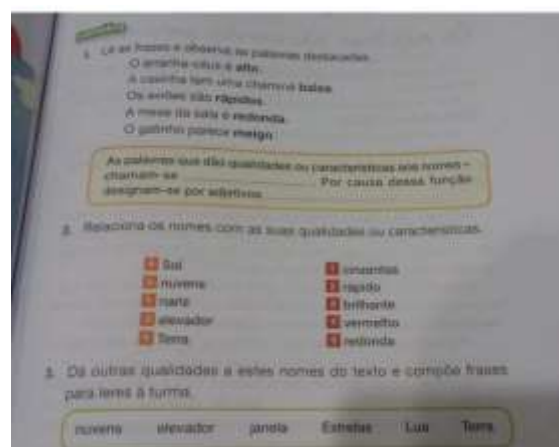 1. Lê as frases e observa as palavras destacadas.
O arranha-céus é alto.
A casinha tem uma chaminé baixa.
Os aviões são rápidos.
A mesa da sala é redonda.
O gatinho parece meigo.
As palavras que dão qualidades ou características aos nomes –
chamam-se Por causa dessa função
designam-se por adjetivos
2. Relaciona os nomes com as suas qualidades ou características.
Sol cinzentas
nuvens rápido
nariz brilhante
elevador vermelho
Terra redonda
3. Dá outras qualidades a estes nomes do texto e compõe frases
para leres à turma.
nuvens elevador janela Estrelas Lua Terra